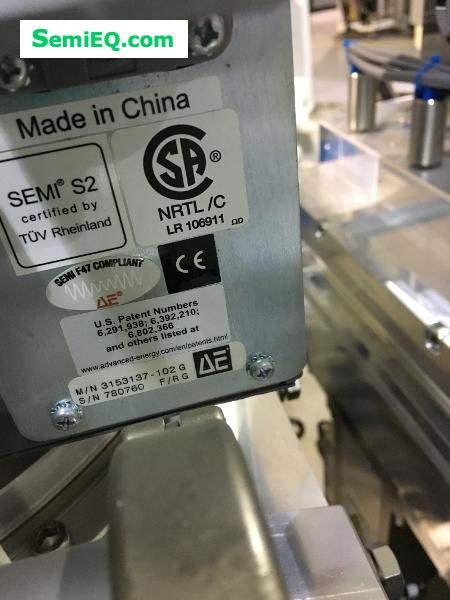 SemiEQ.com
Made in China
SEMI® S2
certified by
TÜV Rheinland
CSA ®
NRTL /C
LR 106911
SEMI F47 COMPLIANT
AE®
CE
U.S. Patent Numbers
6,291,938; 6,392,210;
6,802,366
and others listed at
www.advanced-energy.com/en/patents.html
M/N 3153137-102 G
S/N 780760 F/R G
AE